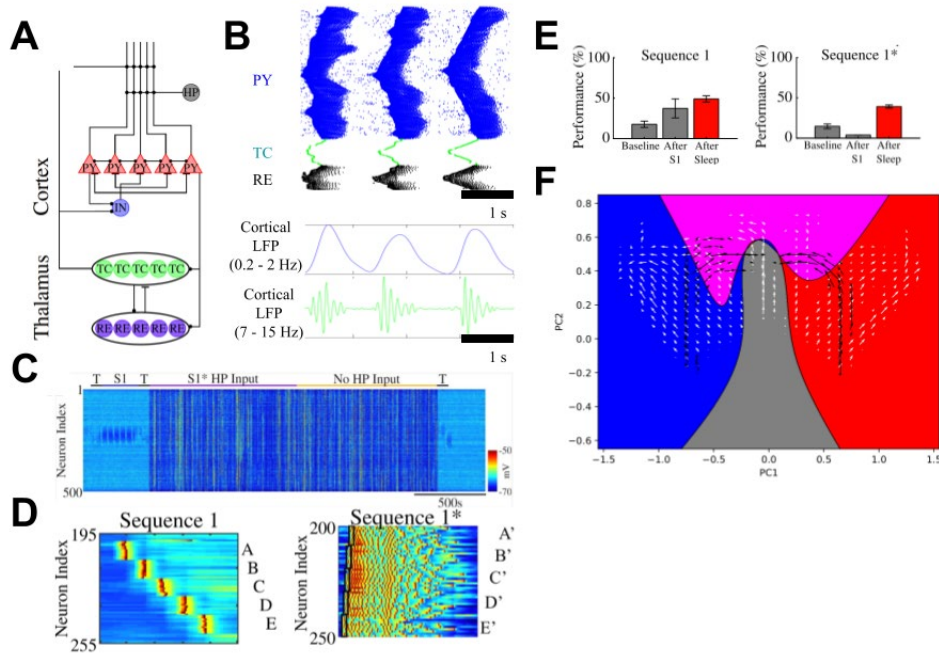 A
HP
PY PY PY PY PY
IN
Cortex
TC TC TC TC TC
RE RE RE RE RE
Thalamus
B
PY
TC
RE
1 s
Cortical
LFP
(0.2 - 2 Hz)
Cortical
LFP
(7 - 15 Hz)
1 s
C
T S1 T S1* HP Input No HP Input T
1
Neuron Index
500
-50
mV
-70
500s
D
Sequence 1
195
Neuron Index
255
A
B
C
D
E
Sequence 1*
200
Neuron Index
250
A'
B'
C'
D'
E'
E
Sequence 1
Performance (%)
100
50
0
Baseline After S1 After Sleep
Sequence 1*
Performance (%)
100
50
0
Baseline After S1 After Sleep
F
PC2
0.8
0.6
0.4
0.2
0.0
−0.2
−0.4
−0.6
−1.5 −1.0 −0.5 0.0 0.5 1.0 1.5
PC1